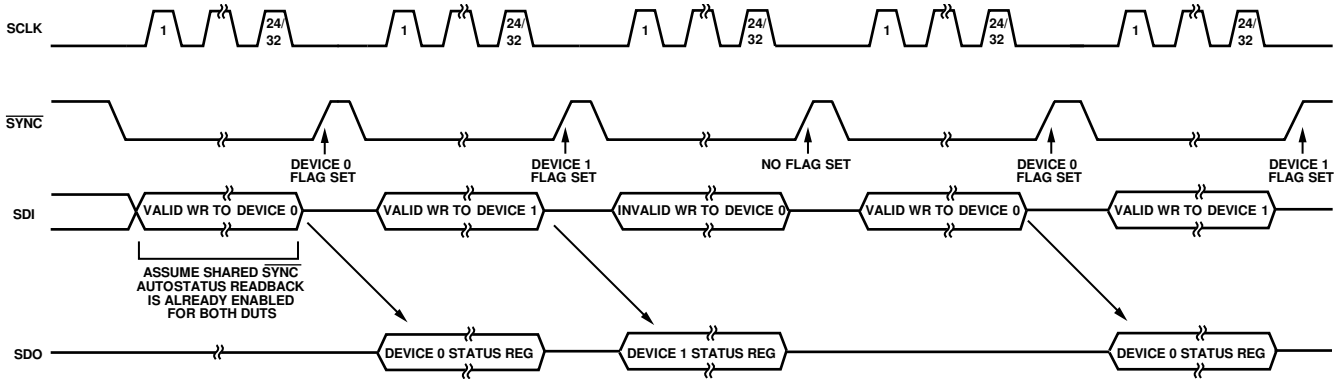 SCLK
1
24/
32
1
24/
32
1
24/
32
1
24/
32
1
24/
32
SYNC
DEVICE 0
FLAG SET
DEVICE 1
FLAG SET
NO FLAG SET
DEVICE 0
FLAG SET
DEVICE 1
FLAG SET
SDI
VALID WR TO DEVICE 0
VALID WR TO DEVICE 1
INVALID WR TO DEVICE 0
VALID WR TO DEVICE 0
VALID WR TO DEVICE 1
ASSUME SHARED SYNC
AUTOSTATUS READBACK
IS ALREADY ENABLED
FOR BOTH DUTS
SDO
DEVICE 0 STATUS REG
DEVICE 1 STATUS REG
DEVICE 0 STATUS REG